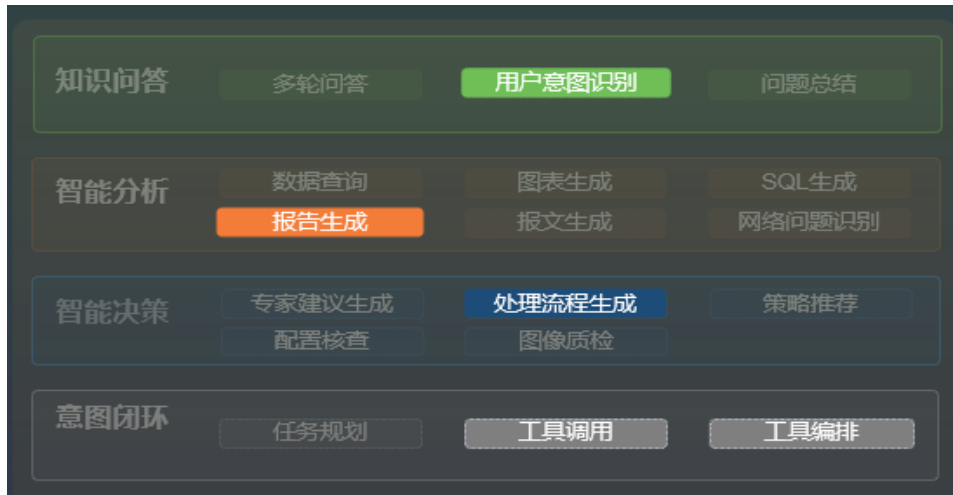 知识问答 多轮问答 用户意图识别 问题总结
智能分析 数据查询 图表生成 SQL生成
报告生成 报文生成 网络问题识别
智能决策 专家建议生成 处理流程生成 策略推荐
配置核查 图像质检
意图闭环 任务规划 工具调用 工具编排